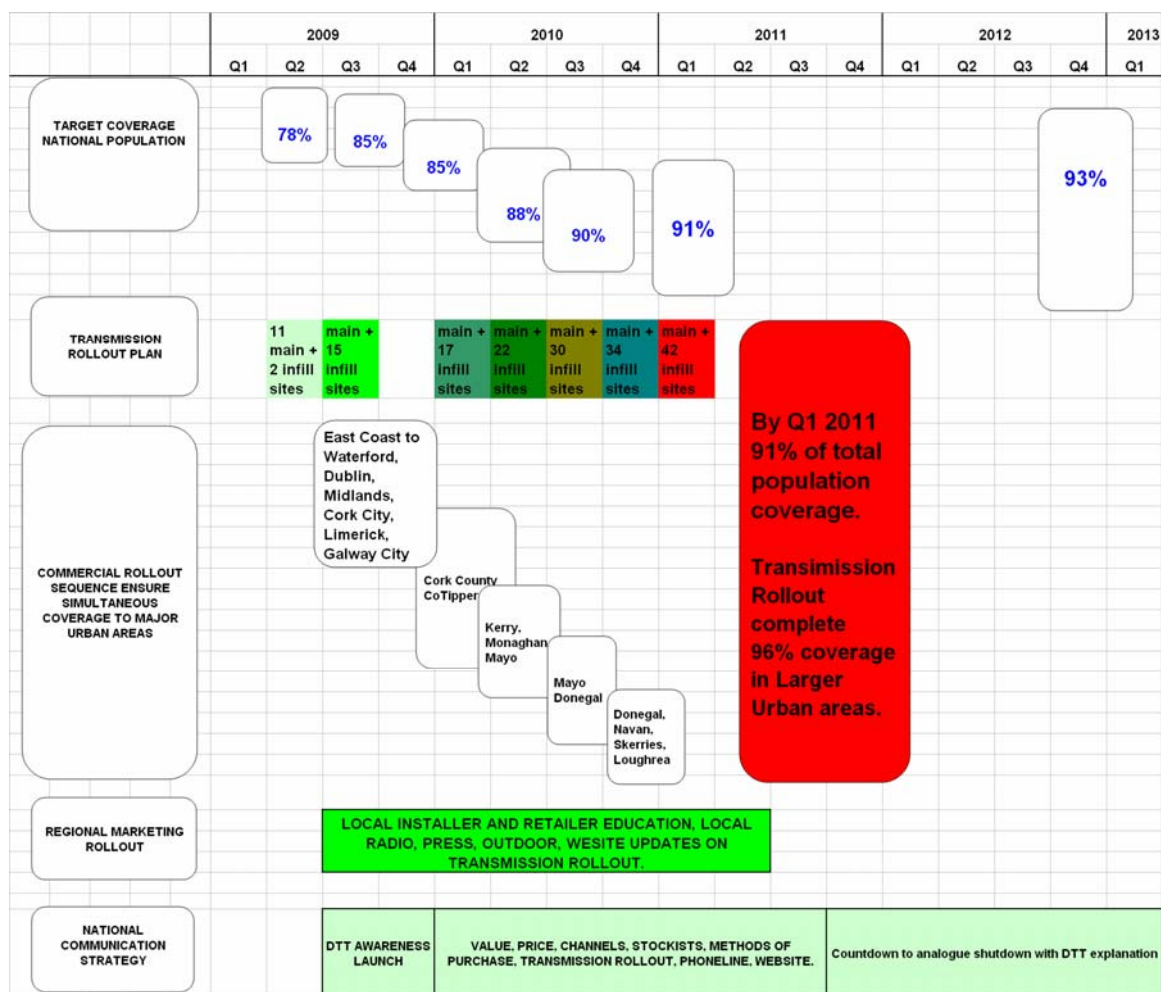 2009 2010 2011 2012 2013
Q1 Q2 Q3 Q4 Q1 Q2 Q3 Q4 Q1 Q2 Q3 Q4 Q1 Q2 Q3 Q4 Q1
TARGET COVERAGE
NATIONAL POPULATION
78%
85%
85%
88%
90%
91%
93%
TRANSMISSION
ROLLOUT PLAN
11
main +
2 infill
sites
main +
15
infill
sites
main +
17
infill
sites
main +
22
infill
sites
main +
30
infill
sites
main +
34
infill
sites
main +
42
infill
sites
By Q1 2011
91% of total
population
coverage.
Transimission
Rollout
complete
96% coverage
in Larger
Urban areas.
COMMERCIAL ROLLOUT
SEQUENCE ENSURE
SIMULTANEOUS
COVERAGE TO MAJOR
URBAN AREAS
East Coast to
Waterford,
Dublin,
Midlands,
Cork City,
Limerick,
Galway City
Cork County
CoTipper
Kerry,
Monaghan
Mayo
Mayo
Donegal
Donegal,
Navan,
Skerries,
Loughrea
REGIONAL MARKETING
ROLLOUT
LOCAL INSTALLER AND RETAILER EDUCATION, LOCAL
RADIO, PRESS, OUTDOOR, WESITE UPDATES ON
TRANSMISSION ROLLOUT.
NATIONAL
COMMUNICATION
STRATEGY
DTT AWARENESS
LAUNCH
VALUE, PRICE, CHANNELS, STOCKISTS, METHODS OF
PURCHASE, TRANSMISSION ROLLOUT, PHONELINE, WEBSITE.
Countdown to analogue shutdown with DTT explanation